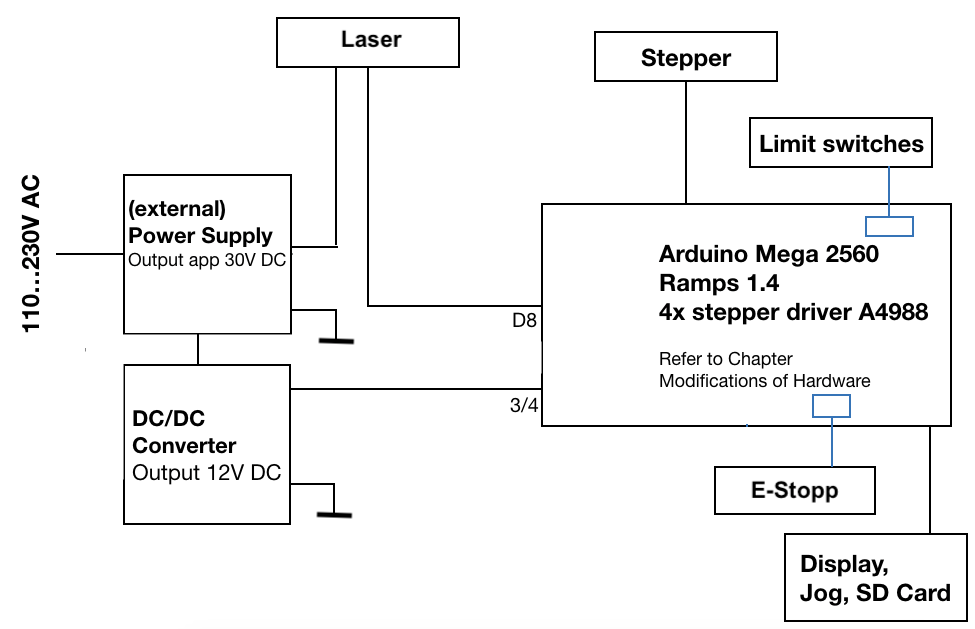 Laser
Stepper
Limit switches
110...230V AC
(external)
Power Supply
Output app 30V DC
Arduino Mega 2560
Ramps 1.4
4x stepper driver A4988
D8
Refer to Chapter
Modifications of Hardware
3/4
DC/DC
Converter
Output 12V DC
E-Stopp
Display,
Jog, SD Card